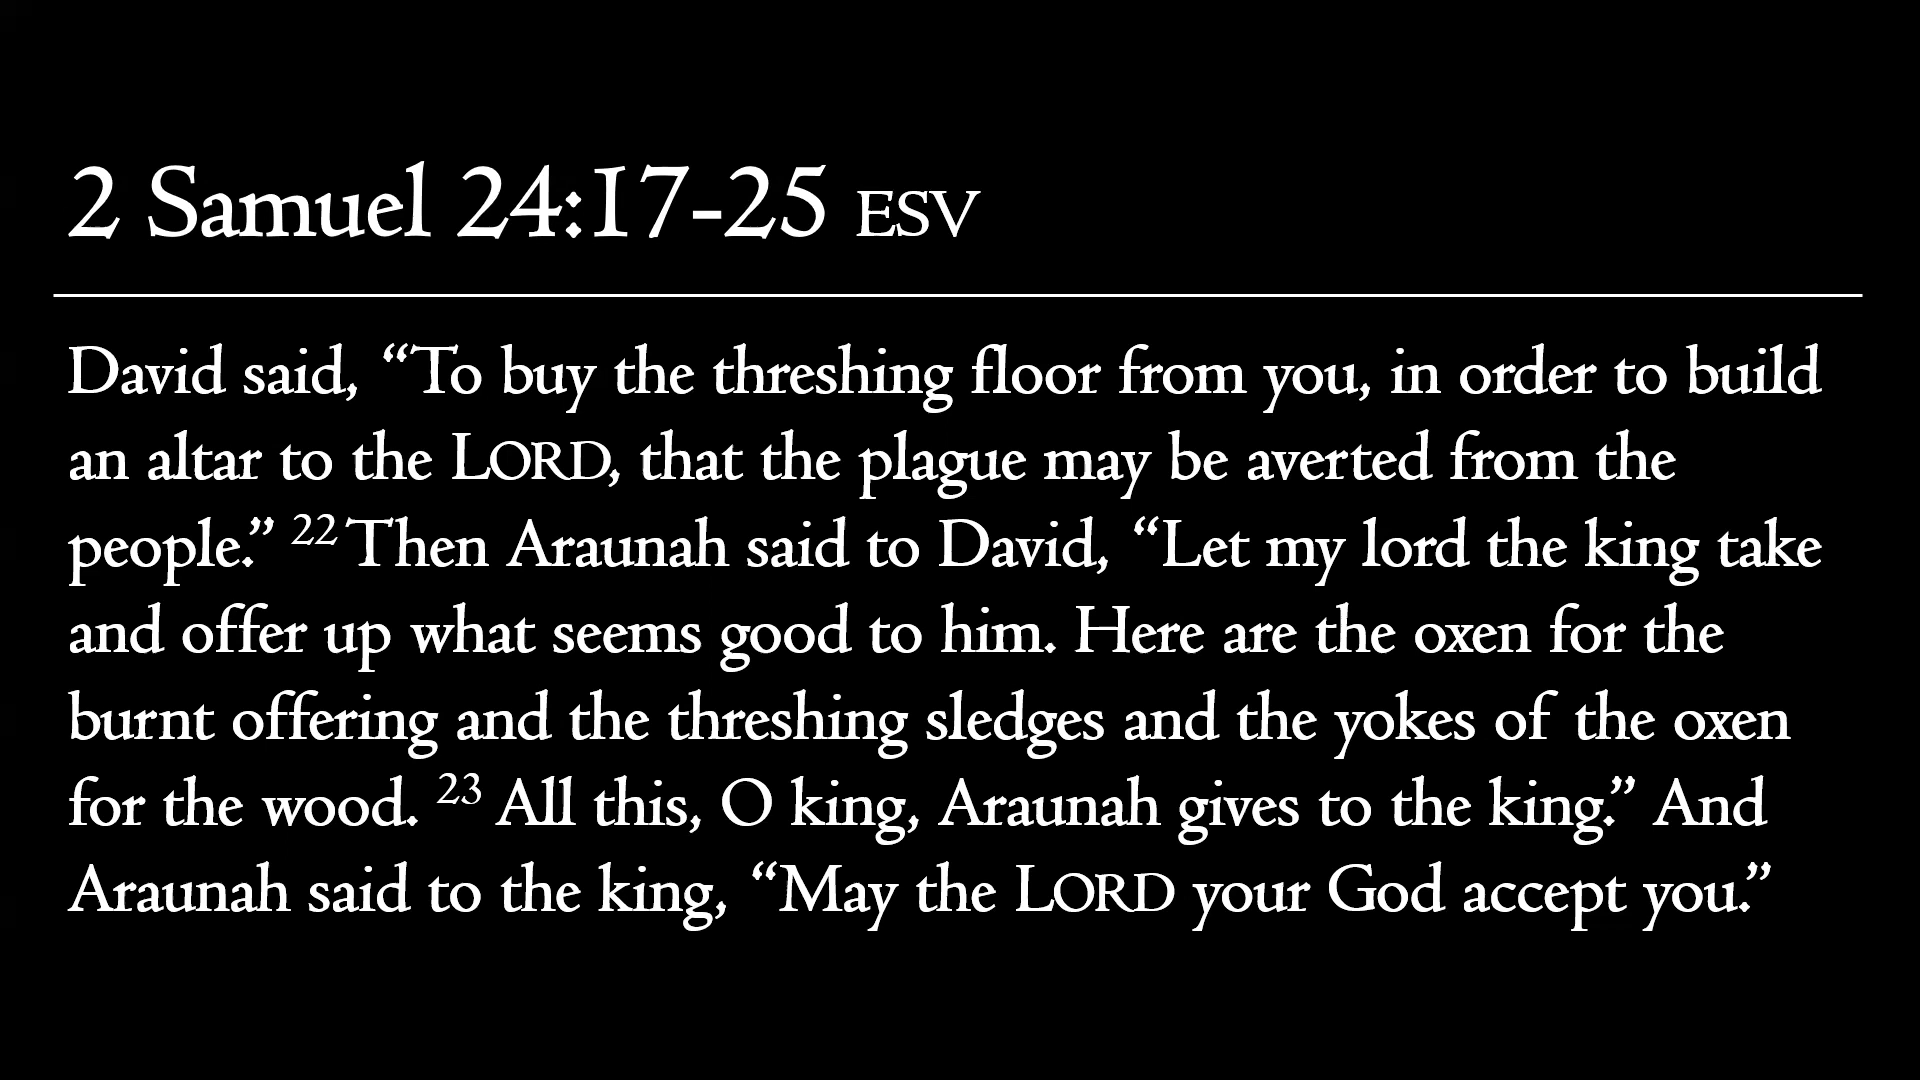 2 Samuel 24:17-25 ESV
David said, “To buy the threshing floor from you, in order to build
an altar to the LORD, that the plague may be averted from the
people.” 22 Then Araunah said to David, “Let my lord the king take
and offer up what seems good to him. Here are the oxen for the
burnt offering and the threshing sledges and the yokes of the oxen
for the wood. 23 All this, O king, Araunah gives to the king.” And
Araunah said to the king, “May the LORD your God accept you.”